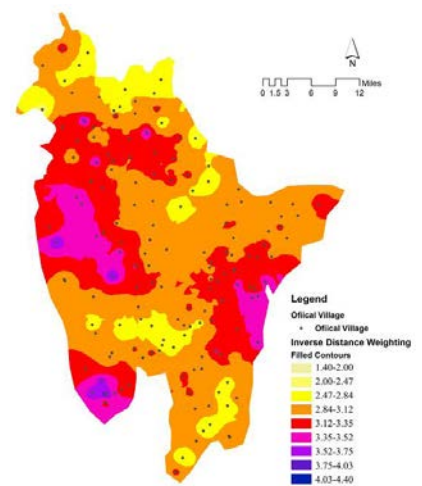 N
Miles
0 1.5 3 6 9 12
Legend
Ofiical Village
Ofiical Village
Inverse Distance Weighting
Filled Contours
1.40-2.00
2.00-2.47
2.47-2.84
2.84-3.12
3.12-3.35
3.35-3.52
3.52-3.75
3.75-4.03
4.03-4.40